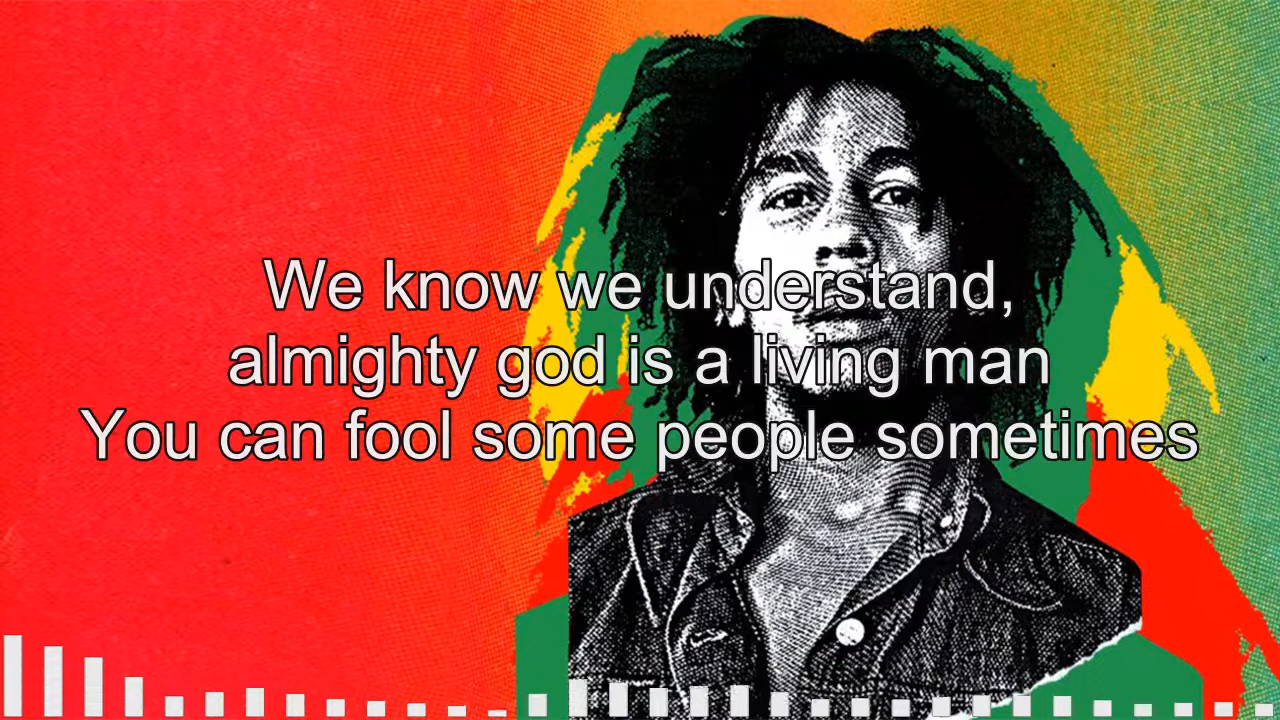 We know we understand,
almighty god is a living man
You can fool some people sometimes